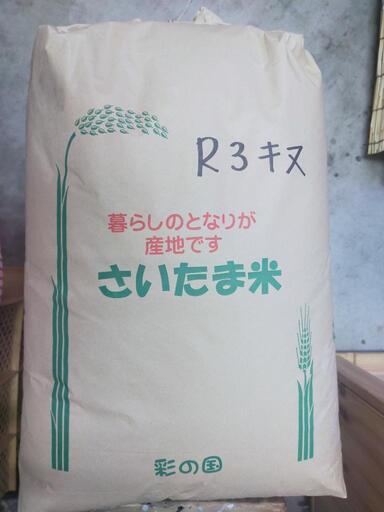 R3キヌ
暮らしのとなりが
産地です
さいたま米
彩の国